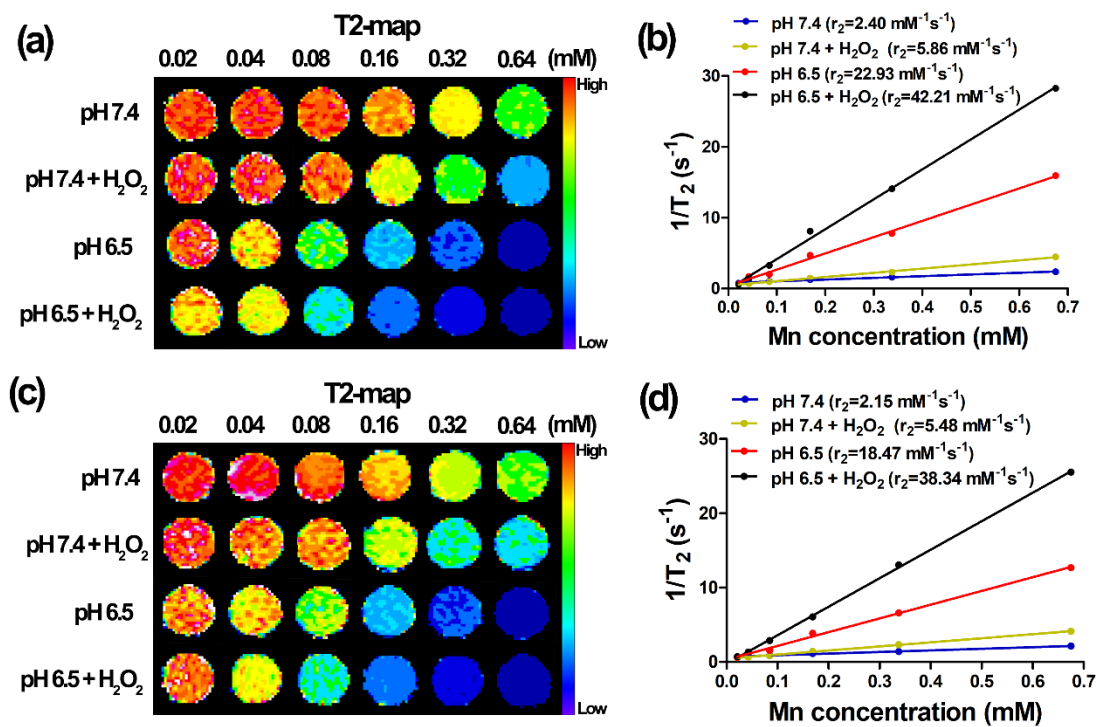 (a)
T2-map
0.02 0.04 0.08 0.16 0.32 0.64 (mM)
High
pH 7.4
pH 7.4 + H₂O₂
pH 6.5
pH 6.5 + H₂O₂
Low
(b)
pH 7.4 (r₂=2.40 mM⁻¹s⁻¹)
pH 7.4 + H₂O₂ (r₂=5.86 mM⁻¹s⁻¹)
pH 6.5 (r₂=22.93 mM⁻¹s⁻¹)
pH 6.5 + H₂O₂ (r₂=42.21 mM⁻¹s⁻¹)
1/T₂ (s⁻¹)
30
20
10
0
0.0 0.1 0.2 0.3 0.4 0.5 0.6 0.7
Mn concentration (mM)
(c)
T2-map
0.02 0.04 0.08 0.16 0.32 0.64 (mM)
High
pH 7.4
pH 7.4 + H₂O₂
pH 6.5
pH 6.5 + H₂O₂
Low
(d)
pH 7.4 (r₂=2.15 mM⁻¹s⁻¹)
pH 7.4 + H₂O₂ (r₂=5.48 mM⁻¹s⁻¹)
pH 6.5 (r₂=18.47 mM⁻¹s⁻¹)
pH 6.5 + H₂O₂ (r₂=38.34 mM⁻¹s⁻¹)
1/T₂ (s⁻¹)
30
20
10
0
0.0 0.1 0.2 0.3 0.4 0.5 0.6 0.7
Mn concentration (mM)